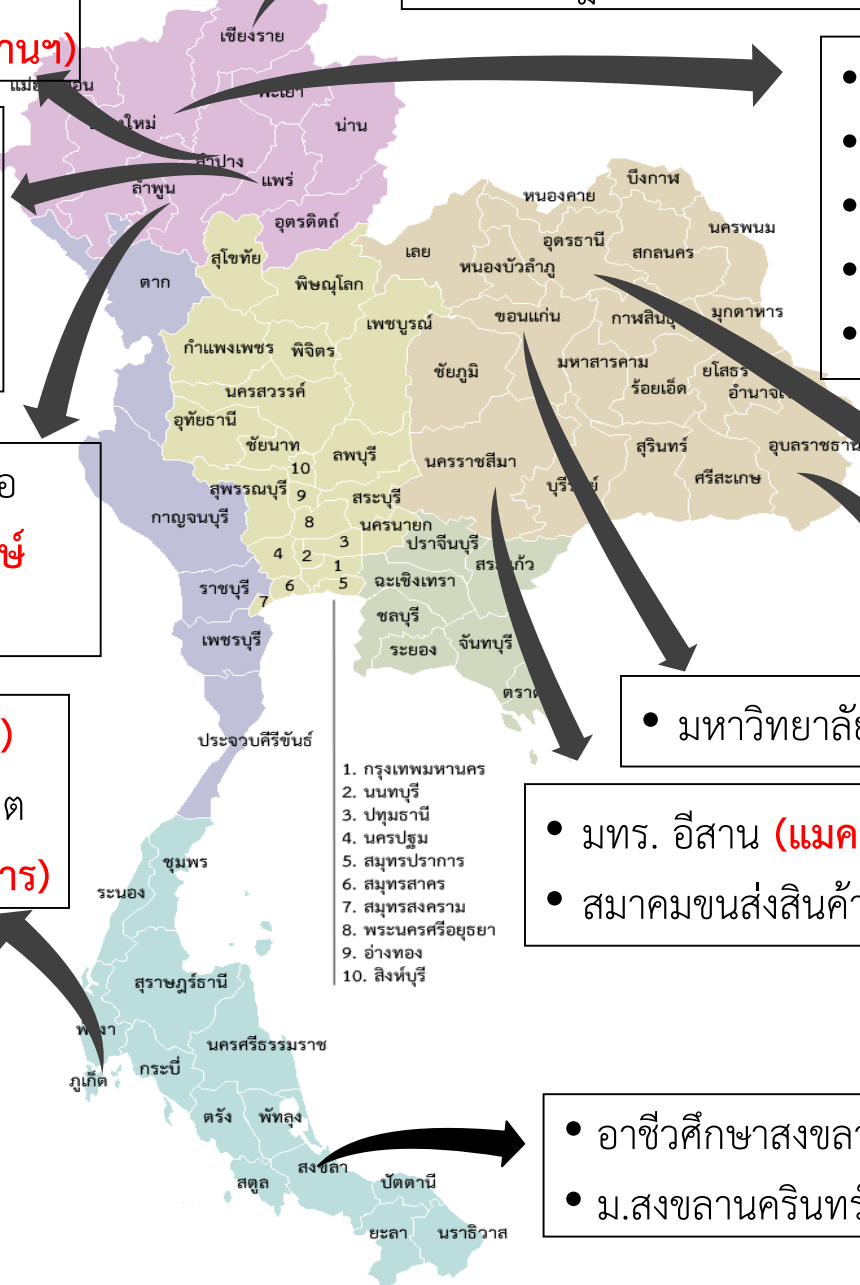 เชียงราย
านฯ)
น่าน
ลำพูน
แพร่
อุตรดิตถ์
บึงกาฬ
หนองคาย
นครพนม
อุดรธานี
สกลนคร
เลย
หนองบัวลำภู
สุโขทัย
ตาก
พิษณุโลก
เพชบูรณ์
ขอนแก่น
มุกดาหาร
กำแพงเพชร
พิจิตร
ชัยภูมิ
มหาสารคาม
ยโสธร
ร้อยเอ็ด
นครสวรรค์
อุทัยธานี
ชัยนาท
ลพบุรี
นครราชสีมา
สุรินทร์
อุบลราชธาน
ศรีสะเกษ
10
สุพรรณบุรี
9
สระบุรี
อ
กาญจนบุรี
8
นครนายก
ษ์
3
ปราจีนบุรี
4
2
1
ราชบุรี
6
5
ฉะเชิงเทรา
7
ชลบุรี
เพชรบุรี
ระยอง
จันทบุรี
)
ต
าร)
ประจวบคีรีขันธ์
• มหาวิทยาลัย
1. กรุงเทพมหานคร
2. นนทบุรี
3. ปทุมธานี
4. นครปฐม
5. สมุทรปราการ
6. สมุทรสาคร
7. สมุทรสงคราม
8. พระนครศรีอยุธยา
9. อ่างทอง
10. สิงห์บุรี
• มทร. อีสาน (แมค
• สมาคมขนส่งสินค้า
ชุมพร
ระนอง
สุราษฎร์ธานี
นครศรีธรรมราช
กระบี่
ภูเก็ต
ตรัง
พัทลุง
สงขลา
สตูล
ปัตตานี
ยะลา
นราธิวาส
• อาชีวศึกษาสงขลา
• ม.สงขลานครินทร์